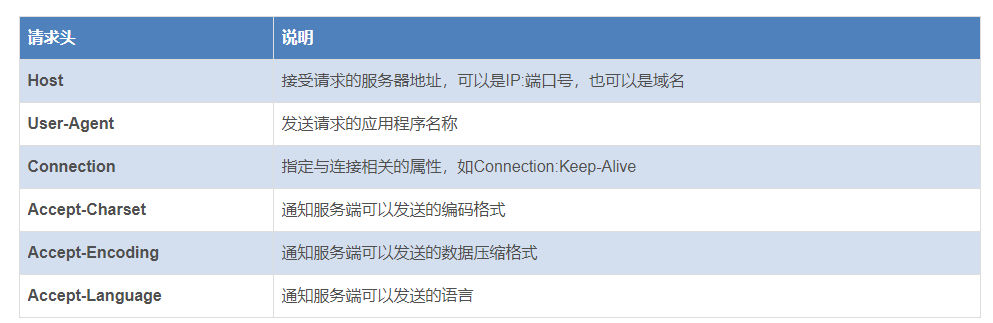 请求头 说明
Host 接受请求的服务器地址，可以是IP:端口号，也可以是域名
User-Agent 发送请求的应用程序名称
Connection 指定与连接相关的属性，如Connection:Keep-Alive
Accept-Charset 通知服务端可以发送的编码格式
Accept-Encoding 通知服务端可以发送的数据压缩格式
Accept-Language 通知服务端可以发送的语言